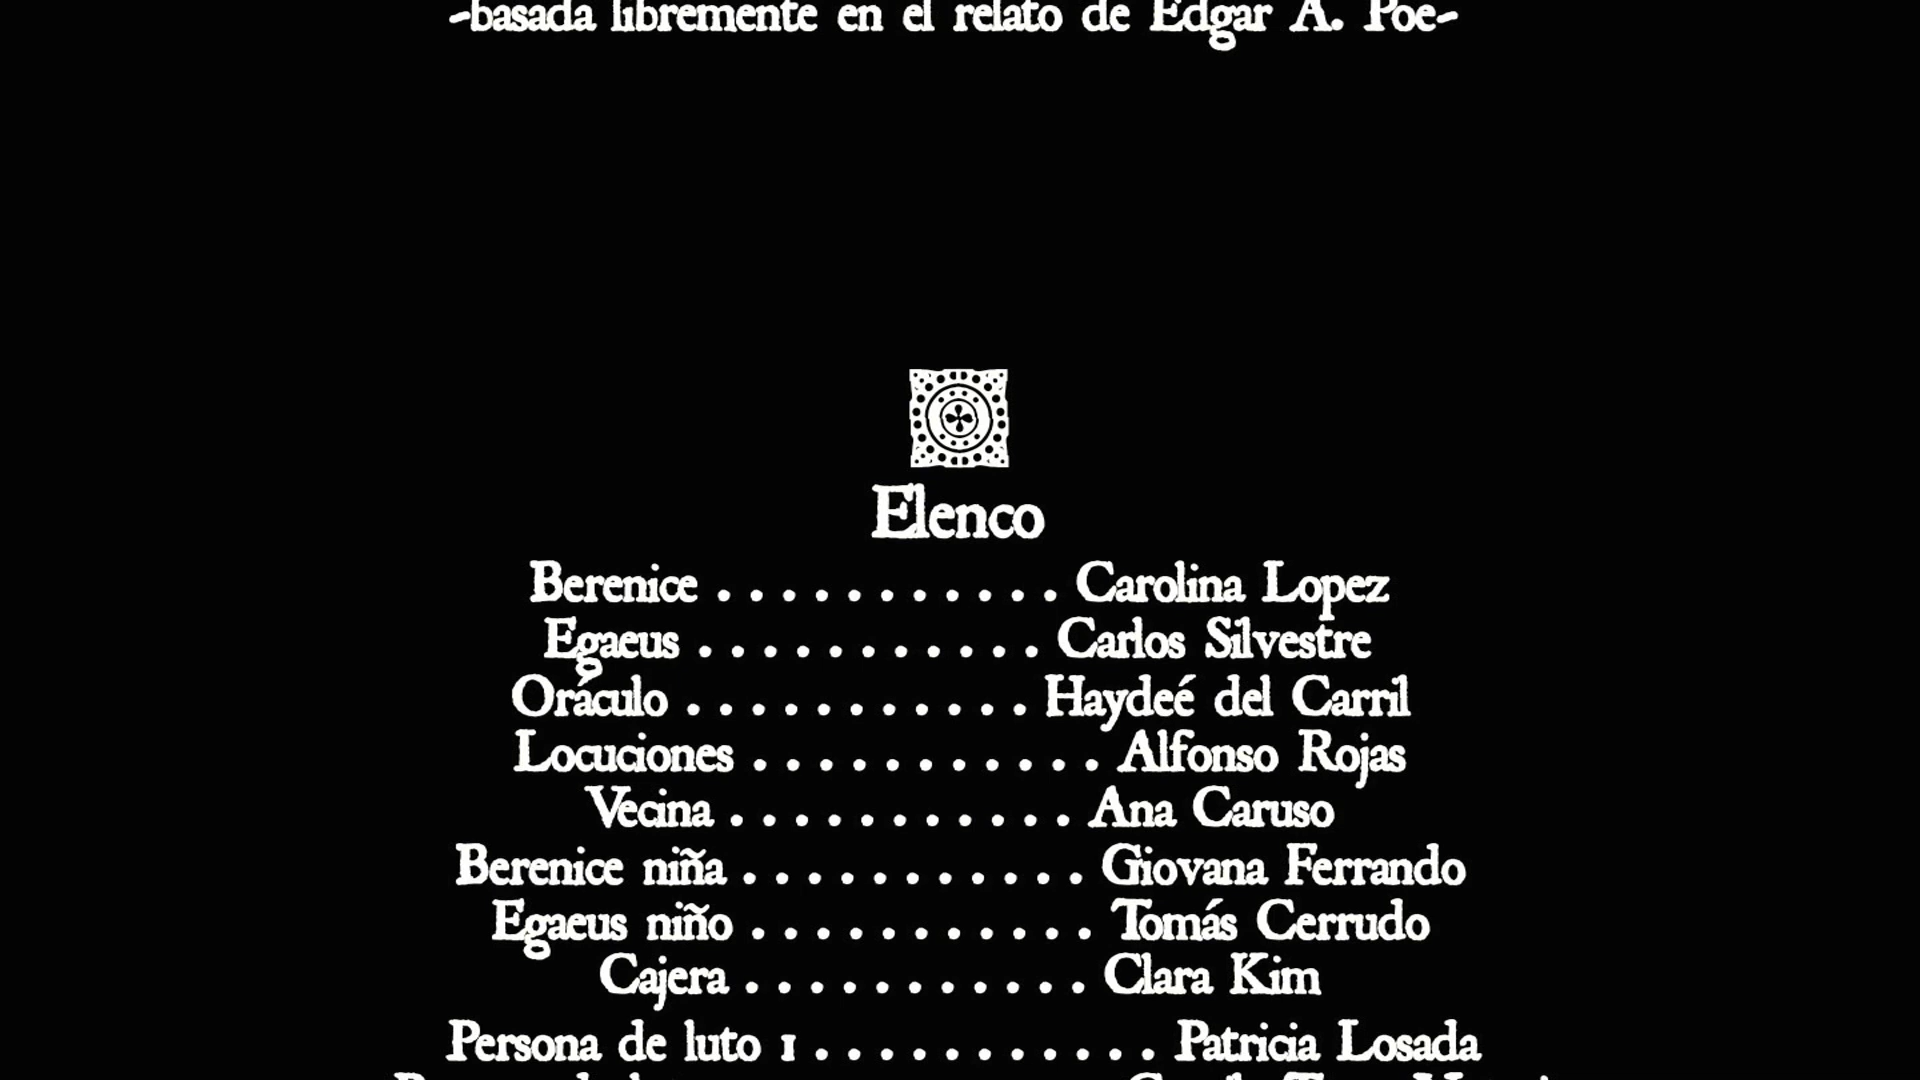 -basada libremente en el relato de Edgar A. Poe-
Elenco
Berenice . . . . . . . . . . . Carolina Lopez
Egaeus . . . . . . . . . . . Carlos Silvestre
Oráculo . . . . . . . . . . . Haydeé del Carril
Locuciones . . . . . . . . . . . Alfonso Rojas
Vecina . . . . . . . . . . . Ana Caruso
Berenice niña . . . . . . . . . . . Giovana Ferrando
Egaeus niño . . . . . . . . . . . Tomás Cerrudo
Cajera . . . . . . . . . . . Clara Kim
Persona de luto 1 . . . . . . . . . . . Patricia Losada